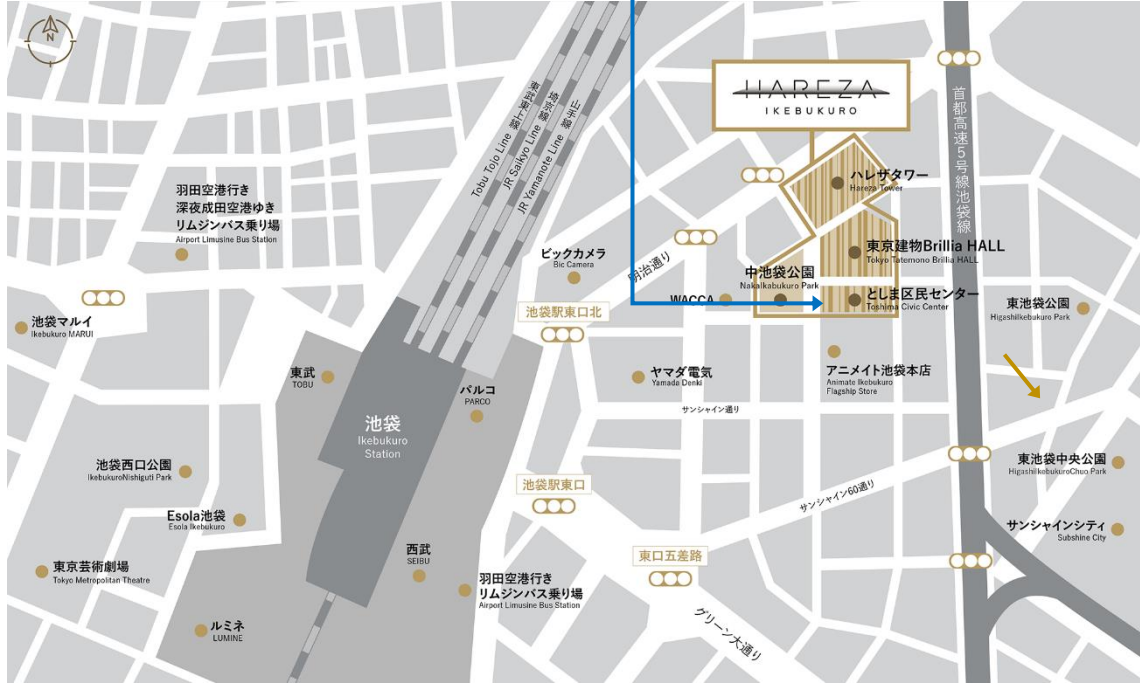 N
HAREZA
IKEBUKURO
東武東上線
Tobu Tojo Line
埼京線
JR Saikyo Line
山手線
JR Yamanote Line
首都高速5号線池袋線
ハレザタワー
Hareza Tower
東京建物Brillia HALL
Tokyo Tatemono Brillia HALL
中池袋公園
NakaIkabukuro Park
としま区民センター
Toshima Civic Center
羽田空港行き
深夜成田空港ゆき
リムジンバス乗り場
Airport Limusine Bus Station
ビックカメラ
Bic Camera
明治通り
WACCA
東池袋公園
HigashiIkebukuro Park
池袋マルイ
Ikebukuro MARUI
池袋駅東口北
東武
TOBU
パルコ
PARCO
ヤマダ電気
Yamada Denki
アニメイト池袋本店
Animate Ikebukuro
Flagship Store
サンシャイン通り
池袋
Ikebukuro
Station
池袋西口公園
IkebukuroNishiguti Park
池袋駅東口
サンシャイン60通り
東池袋中央公園
HigashiIkebukuroChuo Park
Esola池袋
Esola Ikebukuro
サンシャインシティ
Subshine City
東京芸術劇場
Tokyo Metropolitan Theatre
西武
SEIBU
羽田空港行き
リムジンバス乗り場
Airport Limusine Bus Station
東口五差路
グリーン大通り
ルミネ
LUMINE